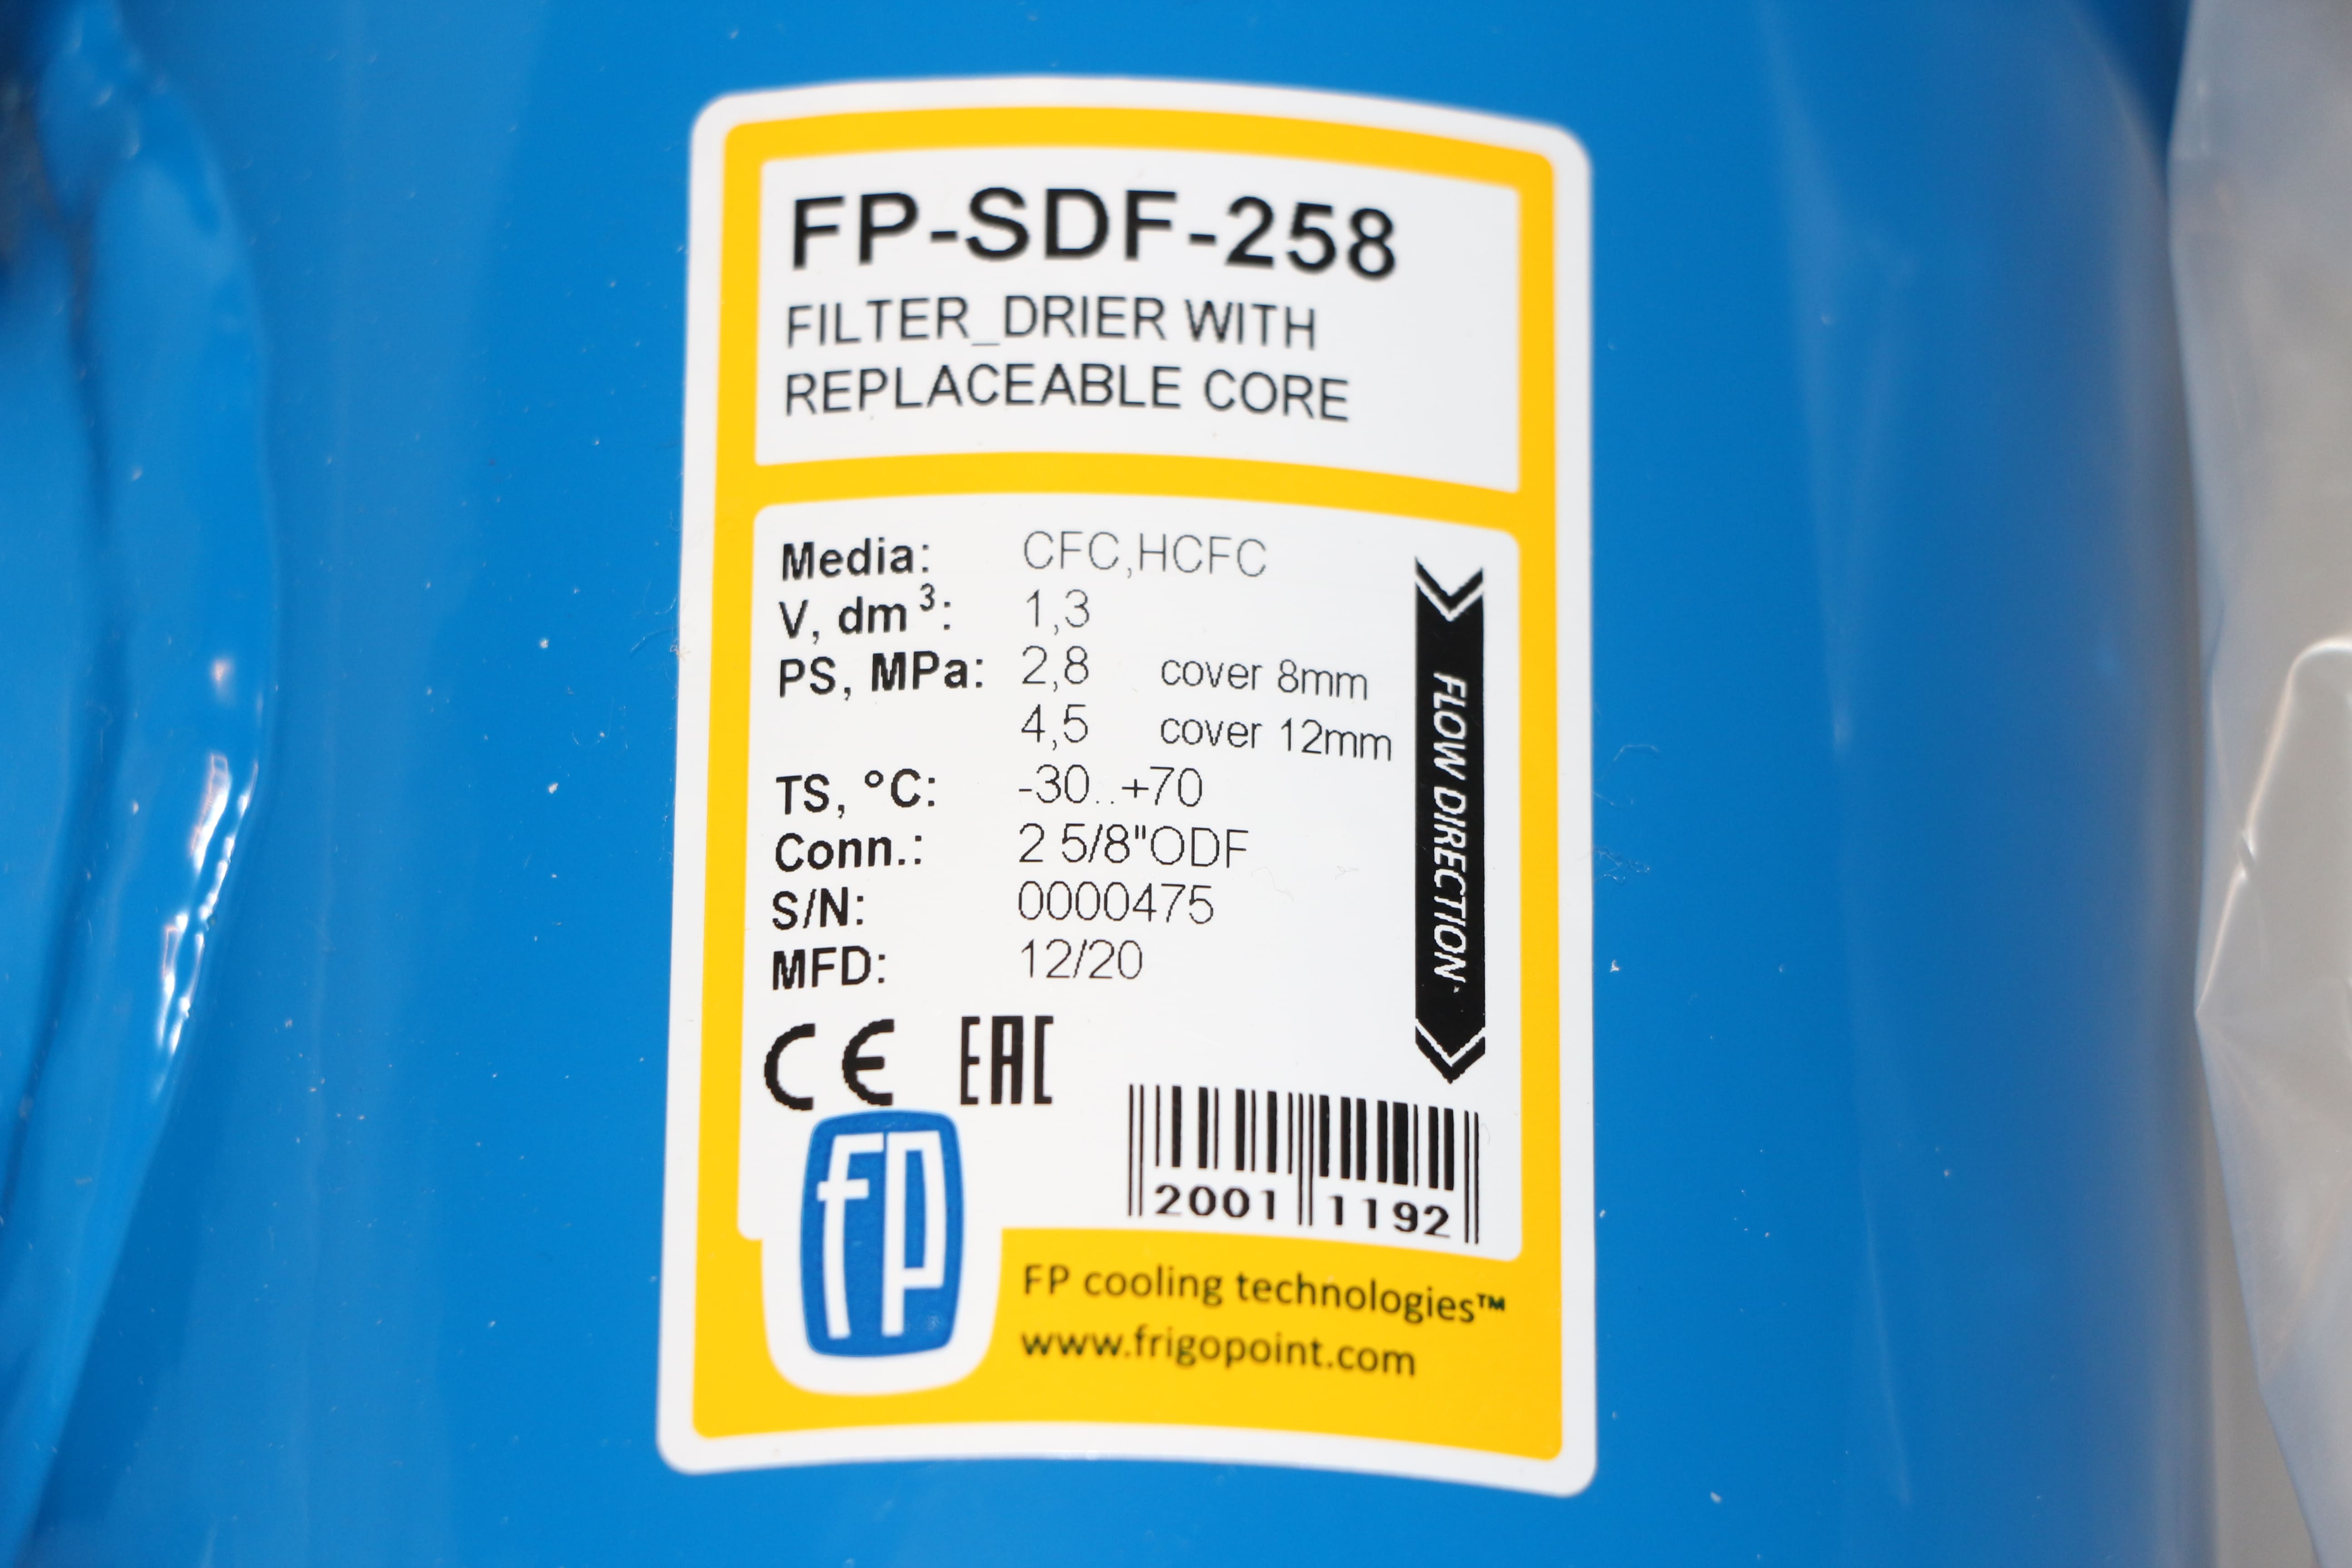 FP-SDF-258
FILTER_DRIER WITH
REPLACEABLE CORE
Media: CFC,HCFC
V, dm³: 1,3
PS, MPa: 2,8 cover 8mm
4,5 cover 12mm
TS, °C: -30..+70
Conn.: 2 5/8"ODF
S/N: 0000475
MFD: 12/20
FLOW DIRECTION
CE EAC
2001 1192
fp
FP cooling technologies™
www.frigopoint.com